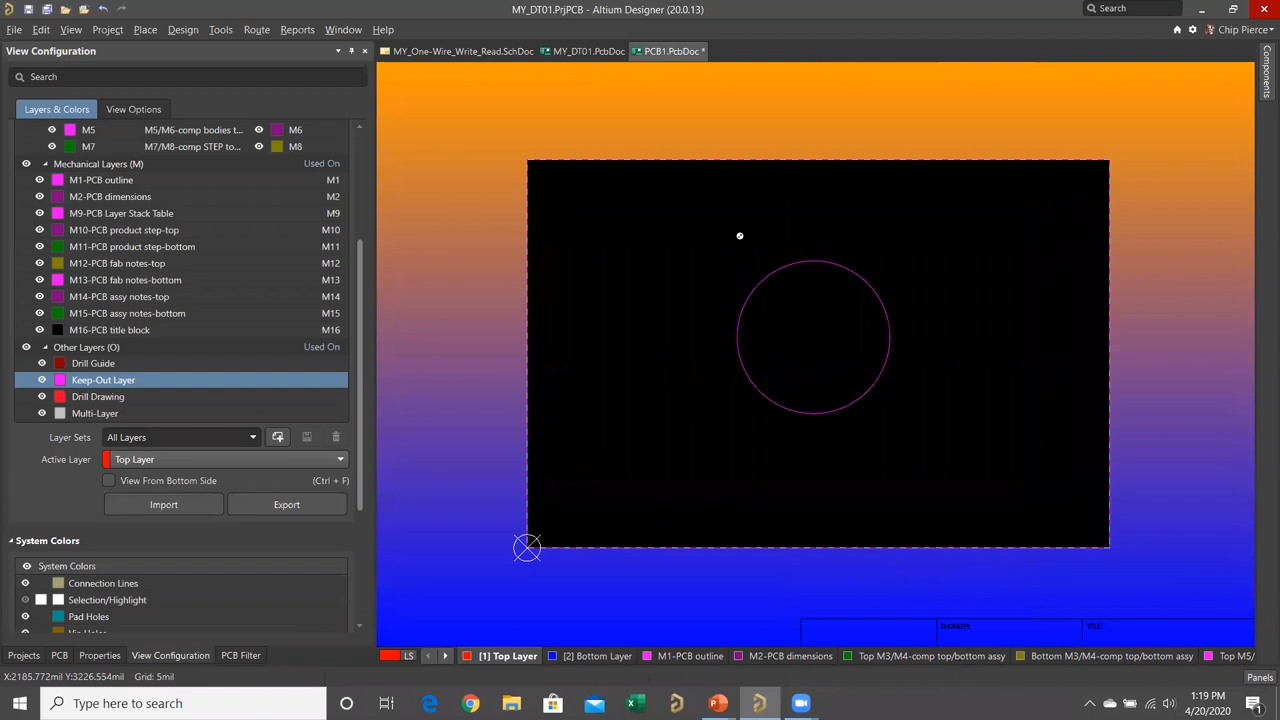 MY_DT01.PrjPCB - Altium Designer (20.0.13)
Search
File Edit View Project Place Design Tools Route Reports Window Help
Chip Pierce
View Configuration
MY_One-Wire_Write_Read.SchDoc
MY_DT01.PcbDoc
PCB1.PcbDoc *
Components
Search
Layers & Colors
View Options
M5 M5/M6-comp bodies t... M6
M7 M7/M8-comp STEP to... M8
Mechanical Layers (M) Used On
M1-PCB outline M1
M2-PCB dimensions M2
M9-PCB Layer Stack Table M9
M10-PCB product step-top M10
M11-PCB product step-bottom M11
M12-PCB fab notes-top M12
M13-PCB fab notes-bottom M13
M14-PCB assy notes-top M14
M15-PCB assy notes-bottom M15
M16-PCB title block M16
Other Layers (O) Used On
Drill Guide
Keep-Out Layer
Drill Drawing
Multi-Layer
Layer Sets All Layers
Active Layer Top Layer
View From Bottom Side (Ctrl + F)
Import Export
System Colors
System Colors
Connection Lines
Selection/Highlight
Pad Holes
Via Holes
ENGINEER: TITLE:
Projects PCB Properties View Configuration PCB Filter
LS [1] Top Layer [2] Bottom Layer M1-PCB outline M2-PCB dimensions Top M3/M4-comp top/bottom assy Bottom M3/M4-comp top/bottom assy Top M5/
X:2185.772mil Y:3226.554mil Grid: 5mil
Panels
Type here to search
1:19 PM
4/20/2020
1